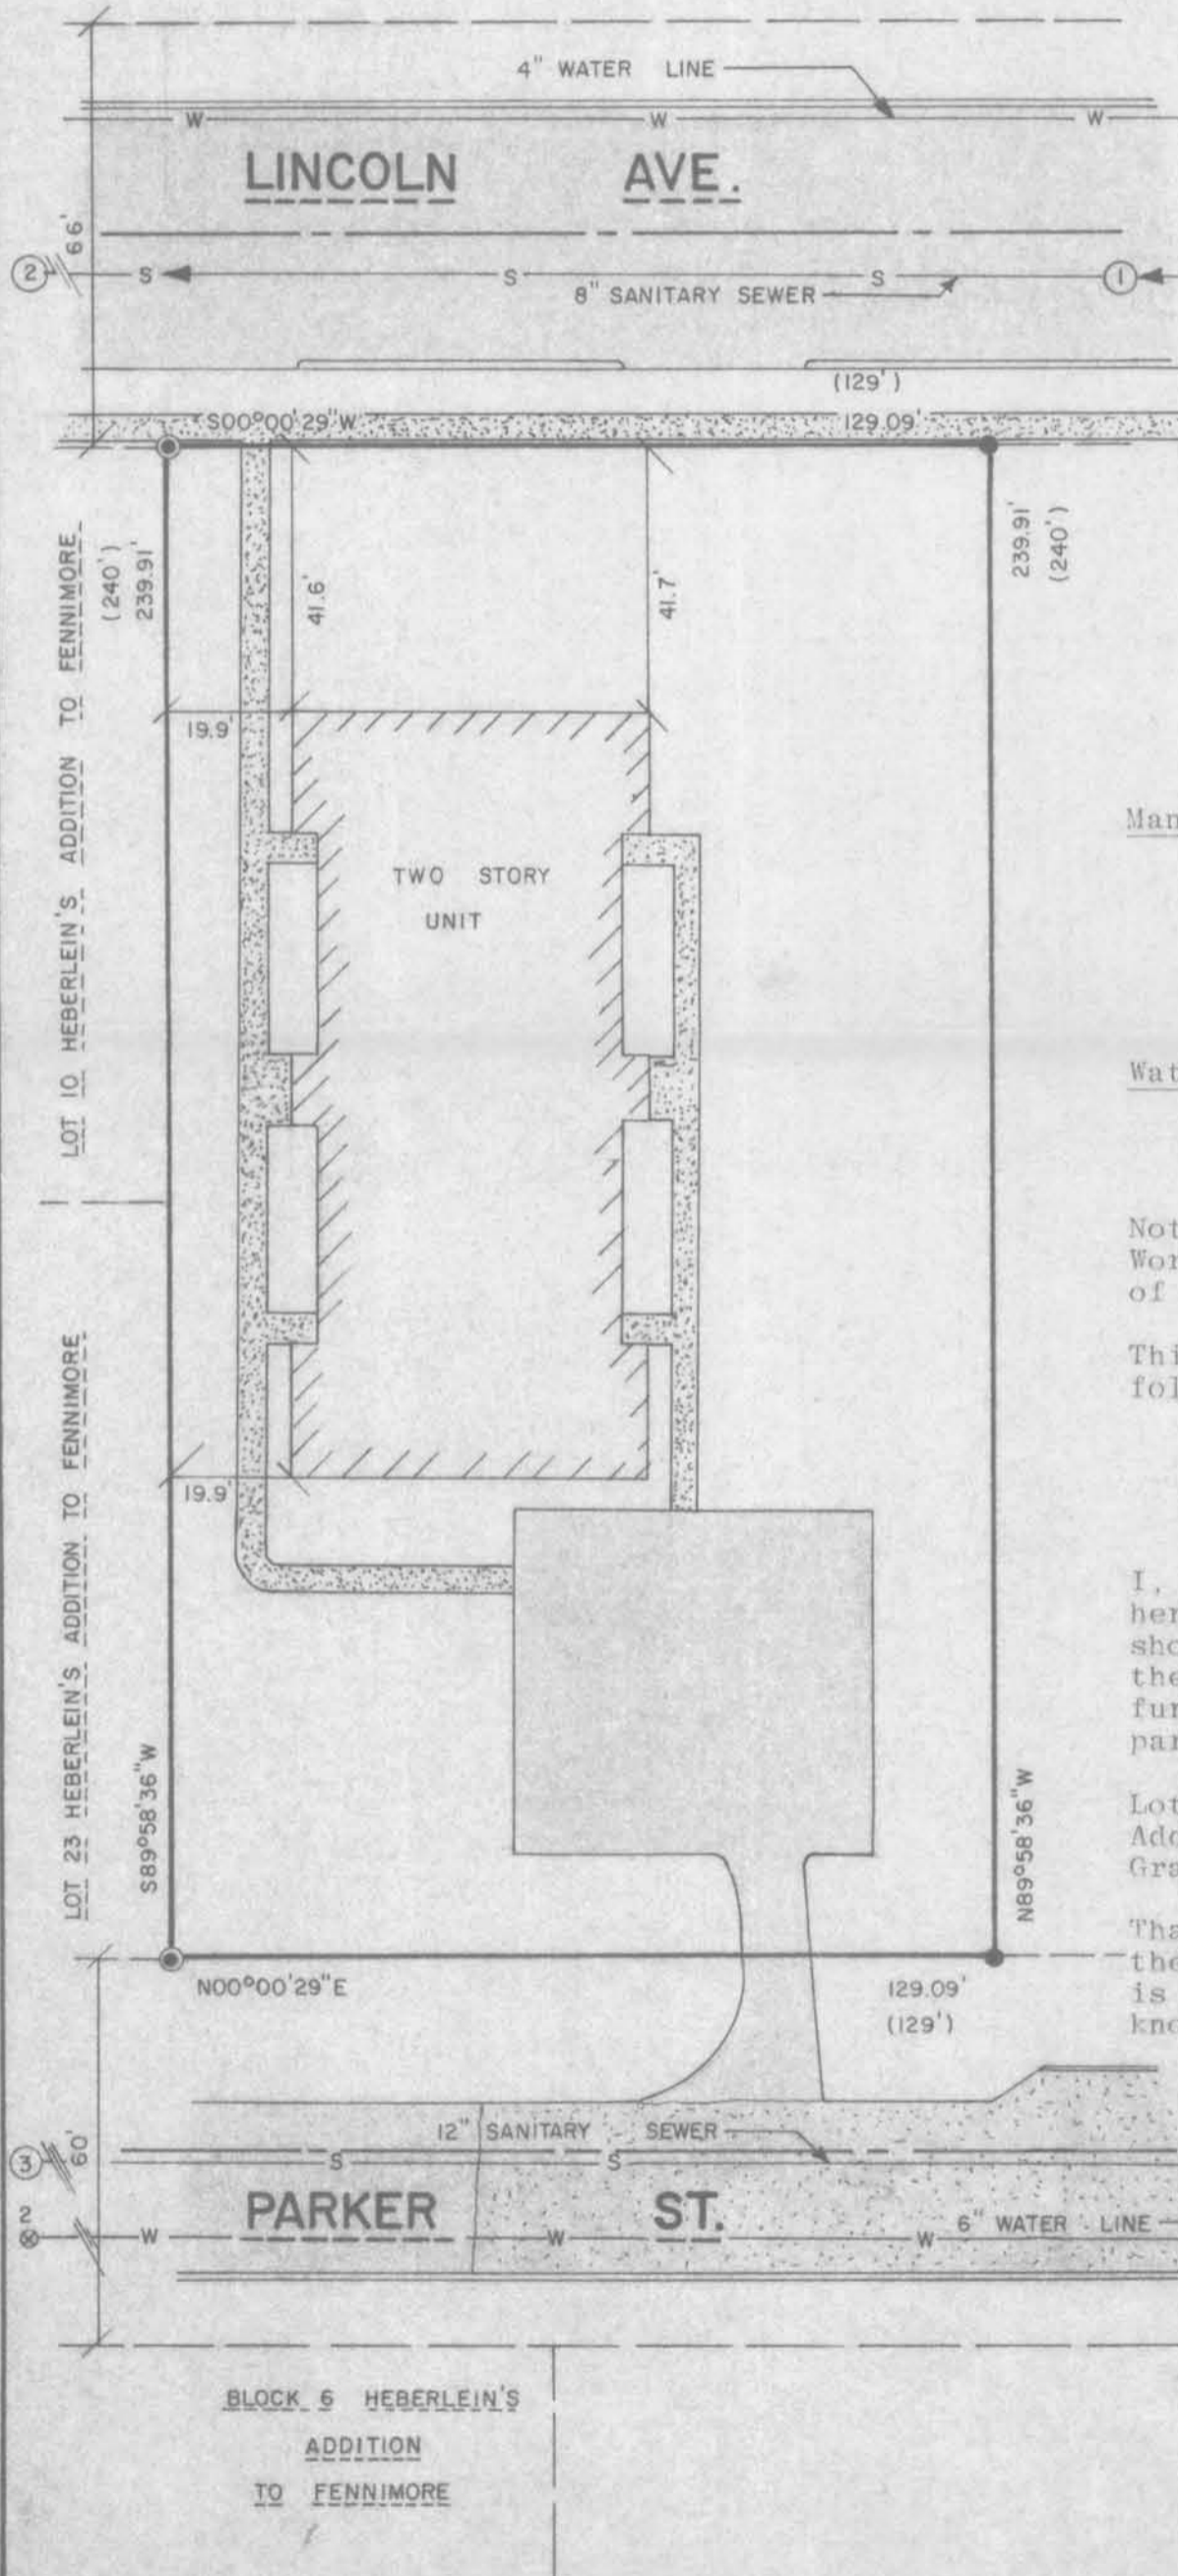 4" WATER LINE
W W W
LINCOLN AVE.
66'
2 S S S 1
8" SANITARY SEWER
(129')
S00°00'29"W 129.09'
LOT 10 HEBERLEIN'S ADDITION TO FENNIMORE
(240')
239.91'
41.6'
41.7'
239.91'
(240')
19.9'
TWO STORY
UNIT
19.9'
LOT 23 HEBERLEIN'S ADDITION TO FENNIMORE
S89°58'36"W
N89°58'36"W
N00°00'29"E 129.09'
(129')
12" SANITARY SEWER
3 60' S S
PARKER ST.
2 W W W 6" WATER LINE
BLOCK 6 HEBERLEIN'S
ADDITION
TO FENNIMORE
Man
Wat
Not
Wor
of
Thi
fol
I,
her
sho
the
fur
par
Lot
Add
Gra
Tha
the
is
kno